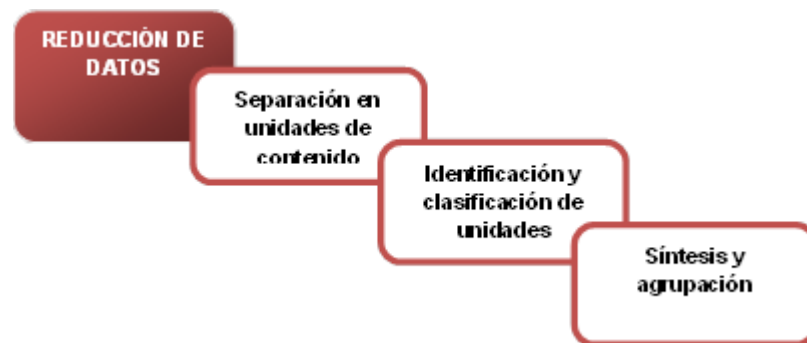 REDUCCIÓN DE
DATOS
Separación en
unidades de
contenido
Identificación y
clasificación de
unidades
Síntesis y
agrupación